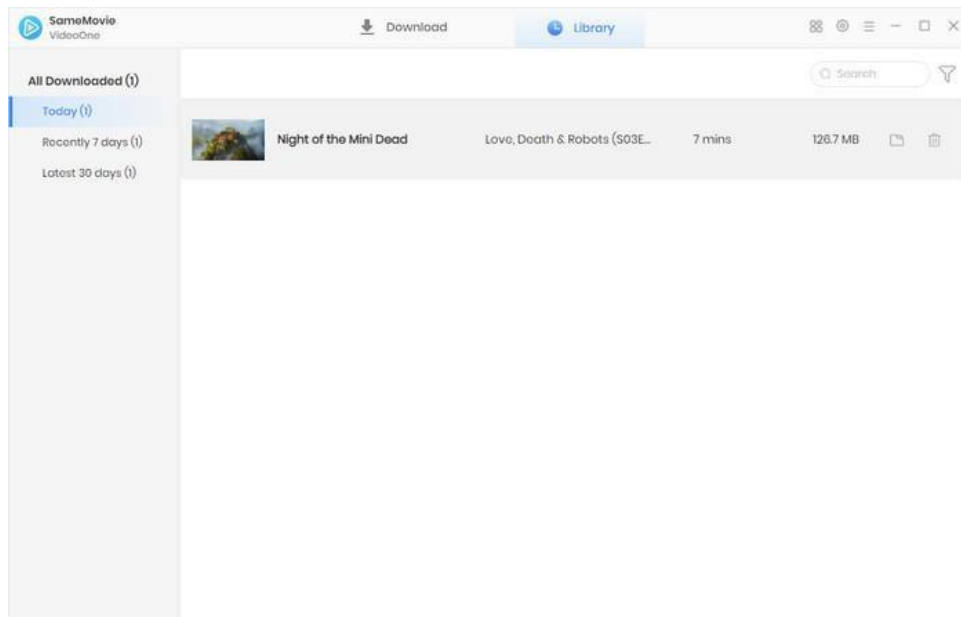 SameMovie
VideoOne
Download
Library
All Downloaded (1)
Today (1)
Recently 7 days (1)
Latest 30 days (1)
Search
Night of the Mini Dead
Love, Death & Robots (S03E...
7 mins
126.7 MB